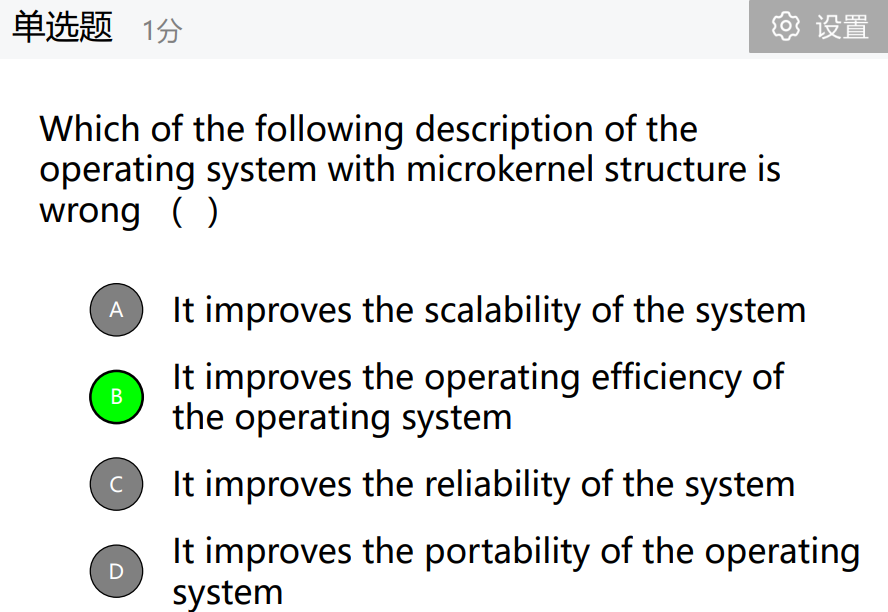 单选题 1分 设置
Which of the following description of the
operating system with microkernel structure is
wrong ( )
A It improves the scalability of the system
B It improves the operating efficiency of
the operating system
C It improves the reliability of the system
D It improves the portability of the operating
system